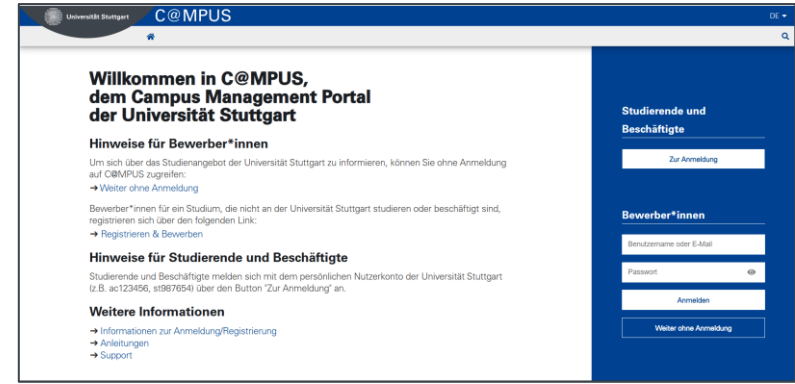 Universität Stuttgart
C@MPUS
DE
Willkommen in C@MPUS,
dem Campus Management Portal
der Universität Stuttgart
Hinweise für Bewerber*innen
Um sich über das Studienangebot der Universität Stuttgart zu informieren, können Sie ohne Anmeldung
auf C@MPUS zugreifen:
→ Weiter ohne Anmeldung
Bewerber*innen für ein Studium, die nicht an der Universität Stuttgart studieren oder beschäftigt sind,
registrieren sich über den folgenden Link:
→ Registrieren & Bewerben
Hinweise für Studierende und Beschäftigte
Studierende und Beschäftigte melden sich mit dem persönlichen Nutzerkonto der Universität Stuttgart
(z.B. ac123456, st987654) über den Button "Zur Anmeldung" an.
Weitere Informationen
→ Informationen zur Anmeldung/Registrierung
→ Anleitungen
→ Support
Studierende und
Beschäftigte
Zur Anmeldung
Bewerber*innen
Benutzername oder E-Mail
Passwort
Anmelden
Weiter ohne Anmeldung